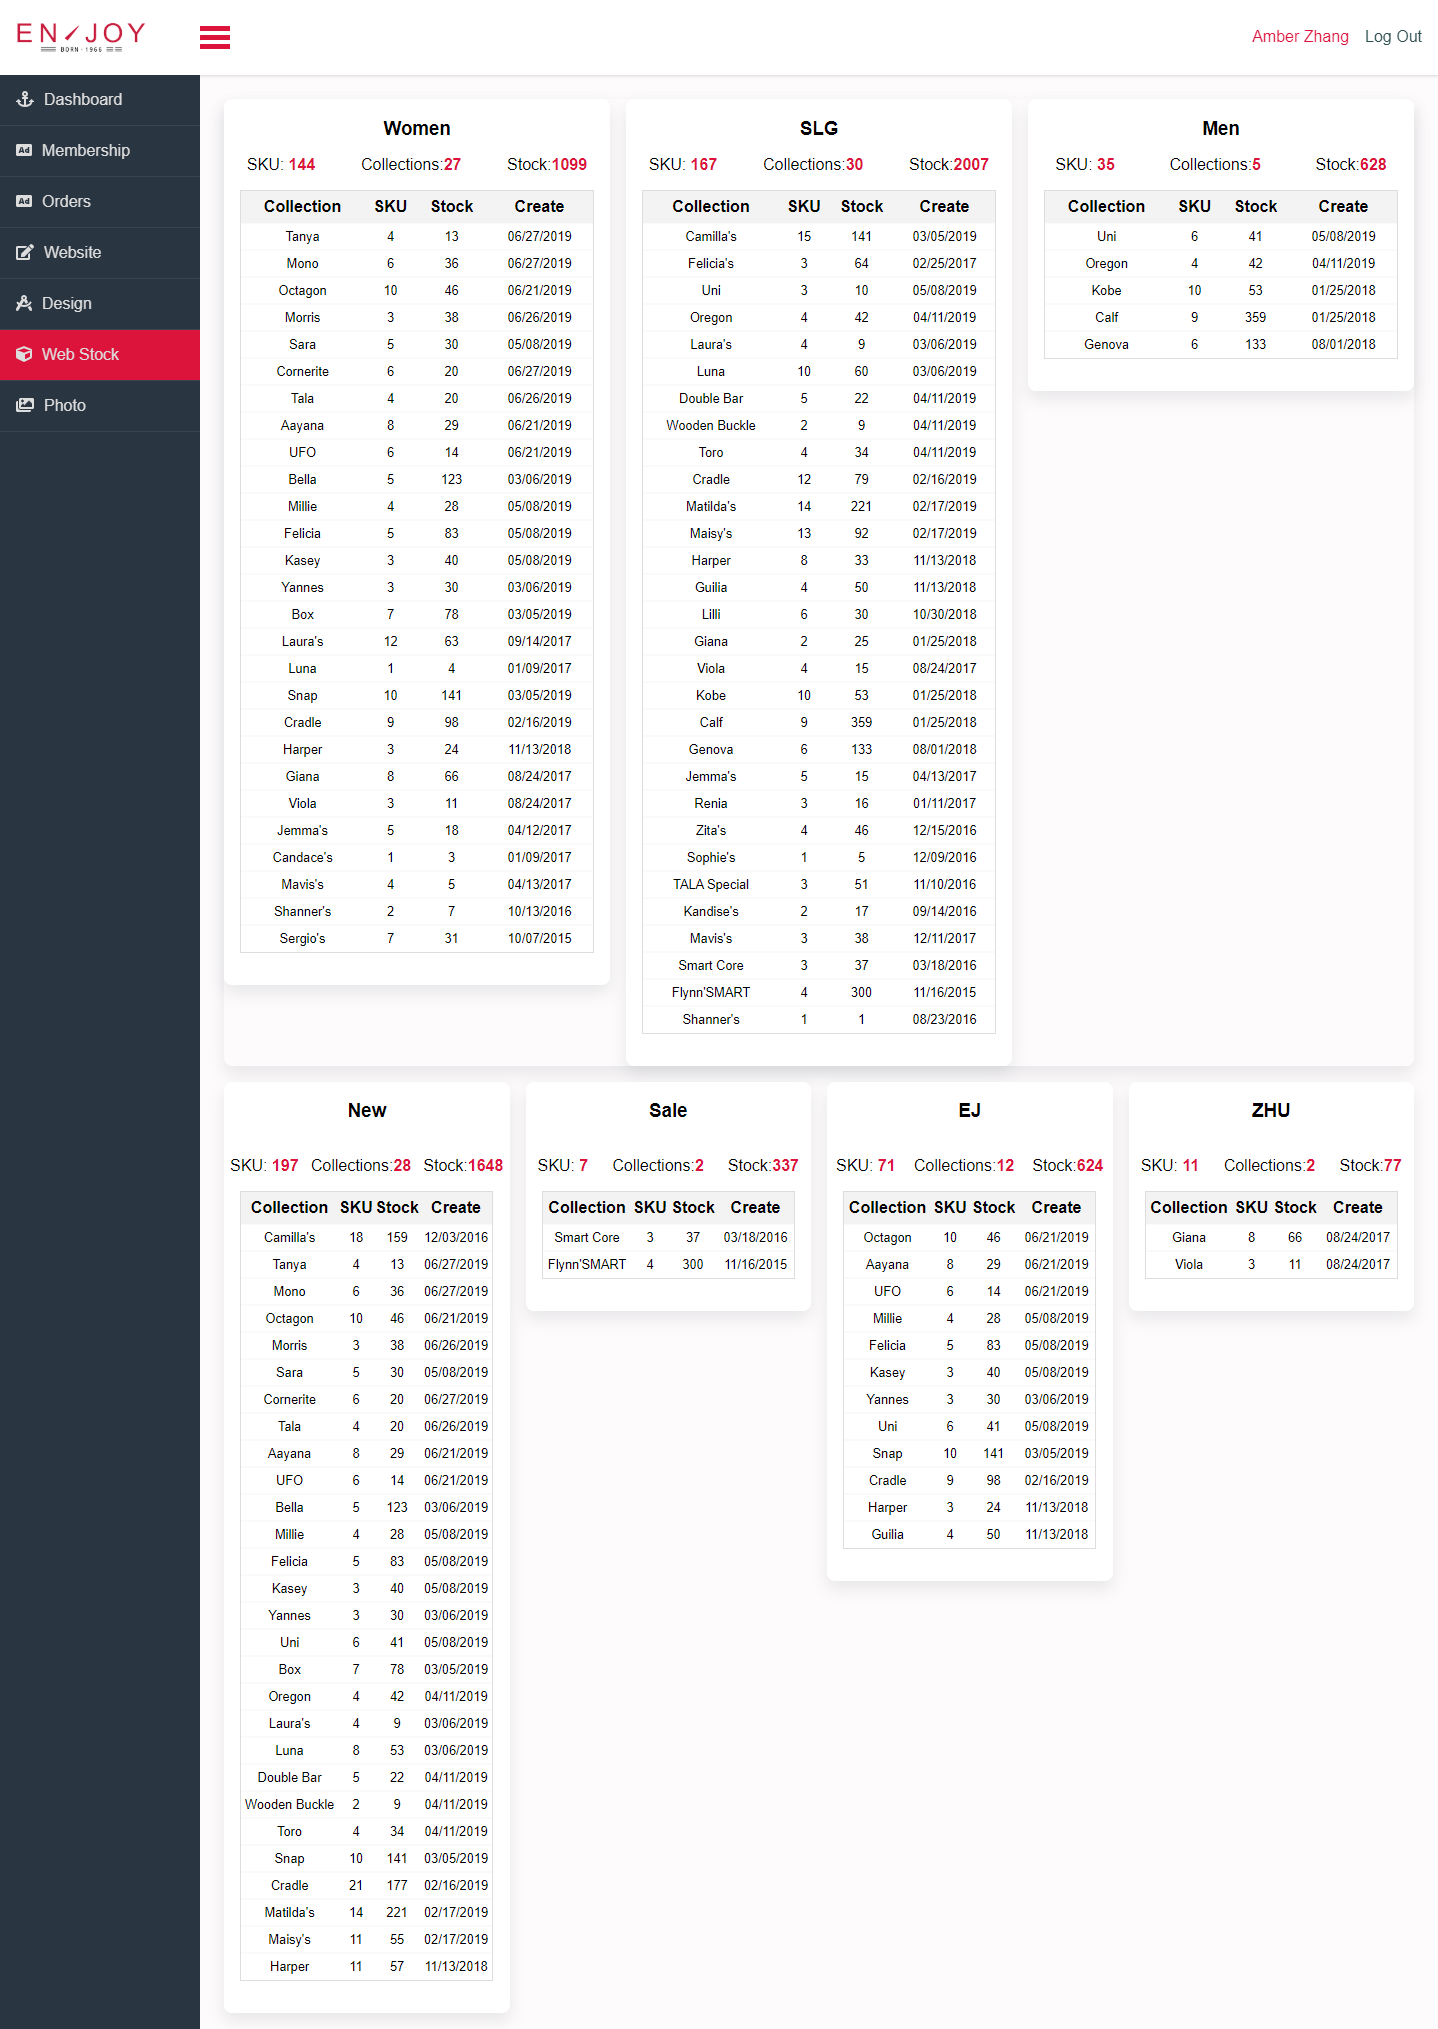 EN/JOY
BORN · 1966
Amber Zhang Log Out
Dashboard
Membership
Orders
Website
Design
Web Stock
Photo
Women
SKU: 144 Collections:27 Stock:1099
Collection SKU Stock Create
Tanya 4 13 06/27/2019
Mono 6 36 06/27/2019
Octagon 10 46 06/21/2019
Morris 3 38 06/26/2019
Sara 5 30 05/08/2019
Cornerite 6 20 06/27/2019
Tala 4 20 06/26/2019
Aayana 8 29 06/21/2019
UFO 6 14 06/21/2019
Bella 5 123 03/06/2019
Millie 4 28 05/08/2019
Felicia 5 83 05/08/2019
Kasey 3 40 05/08/2019
Yannes 3 30 03/06/2019
Box 7 78 03/05/2019
Laura's 12 63 09/14/2017
Luna 1 4 01/09/2017
Snap 10 141 03/05/2019
Cradle 9 98 02/16/2019
Harper 3 24 11/13/2018
Giana 8 66 08/24/2017
Viola 3 11 08/24/2017
Jemma's 5 18 04/12/2017
Candace's 1 3 01/09/2017
Mavis's 4 5 04/13/2017
Shanner's 2 7 10/13/2016
Sergio's 7 31 10/07/2015
SLG
SKU: 167 Collections:30 Stock:2007
Collection SKU Stock Create
Camilla's 15 141 03/05/2019
Felicia's 3 64 02/25/2017
Uni 3 10 05/08/2019
Oregon 4 42 04/11/2019
Laura's 4 9 03/06/2019
Luna 10 60 03/06/2019
Double Bar 5 22 04/11/2019
Wooden Buckle 2 9 04/11/2019
Toro 4 34 04/11/2019
Cradle 12 79 02/16/2019
Matilda's 14 221 02/17/2019
Maisy's 13 92 02/17/2019
Harper 8 33 11/13/2018
Guilia 4 50 11/13/2018
Lilli 6 30 10/30/2018
Giana 2 25 01/25/2018
Viola 4 15 08/24/2017
Kobe 10 53 01/25/2018
Calf 9 359 01/25/2018
Genova 6 133 08/01/2018
Jemma's 5 15 04/13/2017
Renia 3 16 01/11/2017
Zita's 4 46 12/15/2016
Sophie's 1 5 12/09/2016
TALA Special 3 51 11/10/2016
Kandise's 2 17 09/14/2016
Mavis's 3 38 12/11/2017
Smart Core 3 37 03/18/2016
Flynn'SMART 4 300 11/16/2015
Shanner's 1 1 08/23/2016
Men
SKU: 35 Collections:5 Stock:628
Collection SKU Stock Create
Uni 6 41 05/08/2019
Oregon 4 42 04/11/2019
Kobe 10 53 01/25/2018
Calf 9 359 01/25/2018
Genova 6 133 08/01/2018
New
SKU: 197 Collections:28 Stock:1648
Collection SKU Stock Create
Camilla's 18 159 12/03/2016
Tanya 4 13 06/27/2019
Mono 6 36 06/27/2019
Octagon 10 46 06/21/2019
Morris 3 38 06/26/2019
Sara 5 30 05/08/2019
Cornerite 6 20 06/27/2019
Tala 4 20 06/26/2019
Aayana 8 29 06/21/2019
UFO 6 14 06/21/2019
Bella 5 123 03/06/2019
Millie 4 28 05/08/2019
Felicia 5 83 05/08/2019
Kasey 3 40 05/08/2019
Yannes 3 30 03/06/2019
Uni 6 41 05/08/2019
Box 7 78 03/05/2019
Oregon 4 42 04/11/2019
Laura's 4 9 03/06/2019
Luna 8 53 03/06/2019
Double Bar 5 22 04/11/2019
Wooden Buckle 2 9 04/11/2019
Toro 4 34 04/11/2019
Snap 10 141 03/05/2019
Cradle 21 177 02/16/2019
Matilda's 14 221 02/17/2019
Maisy's 11 55 02/17/2019
Harper 11 57 11/13/2018
Sale
SKU: 7 Collections:2 Stock:337
Collection SKU Stock Create
Smart Core 3 37 03/18/2016
Flynn'SMART 4 300 11/16/2015
EJ
SKU: 71 Collections:12 Stock:624
Collection SKU Stock Create
Octagon 10 46 06/21/2019
Aayana 8 29 06/21/2019
UFO 6 14 06/21/2019
Millie 4 28 05/08/2019
Felicia 5 83 05/08/2019
Kasey 3 40 05/08/2019
Yannes 3 30 03/06/2019
Uni 6 41 05/08/2019
Snap 10 141 03/05/2019
Cradle 9 98 02/16/2019
Harper 3 24 11/13/2018
Guilia 4 50 11/13/2018
ZHU
SKU: 11 Collections:2 Stock:77
Collection SKU Stock Create
Giana 8 66 08/24/2017
Viola 3 11 08/24/2017